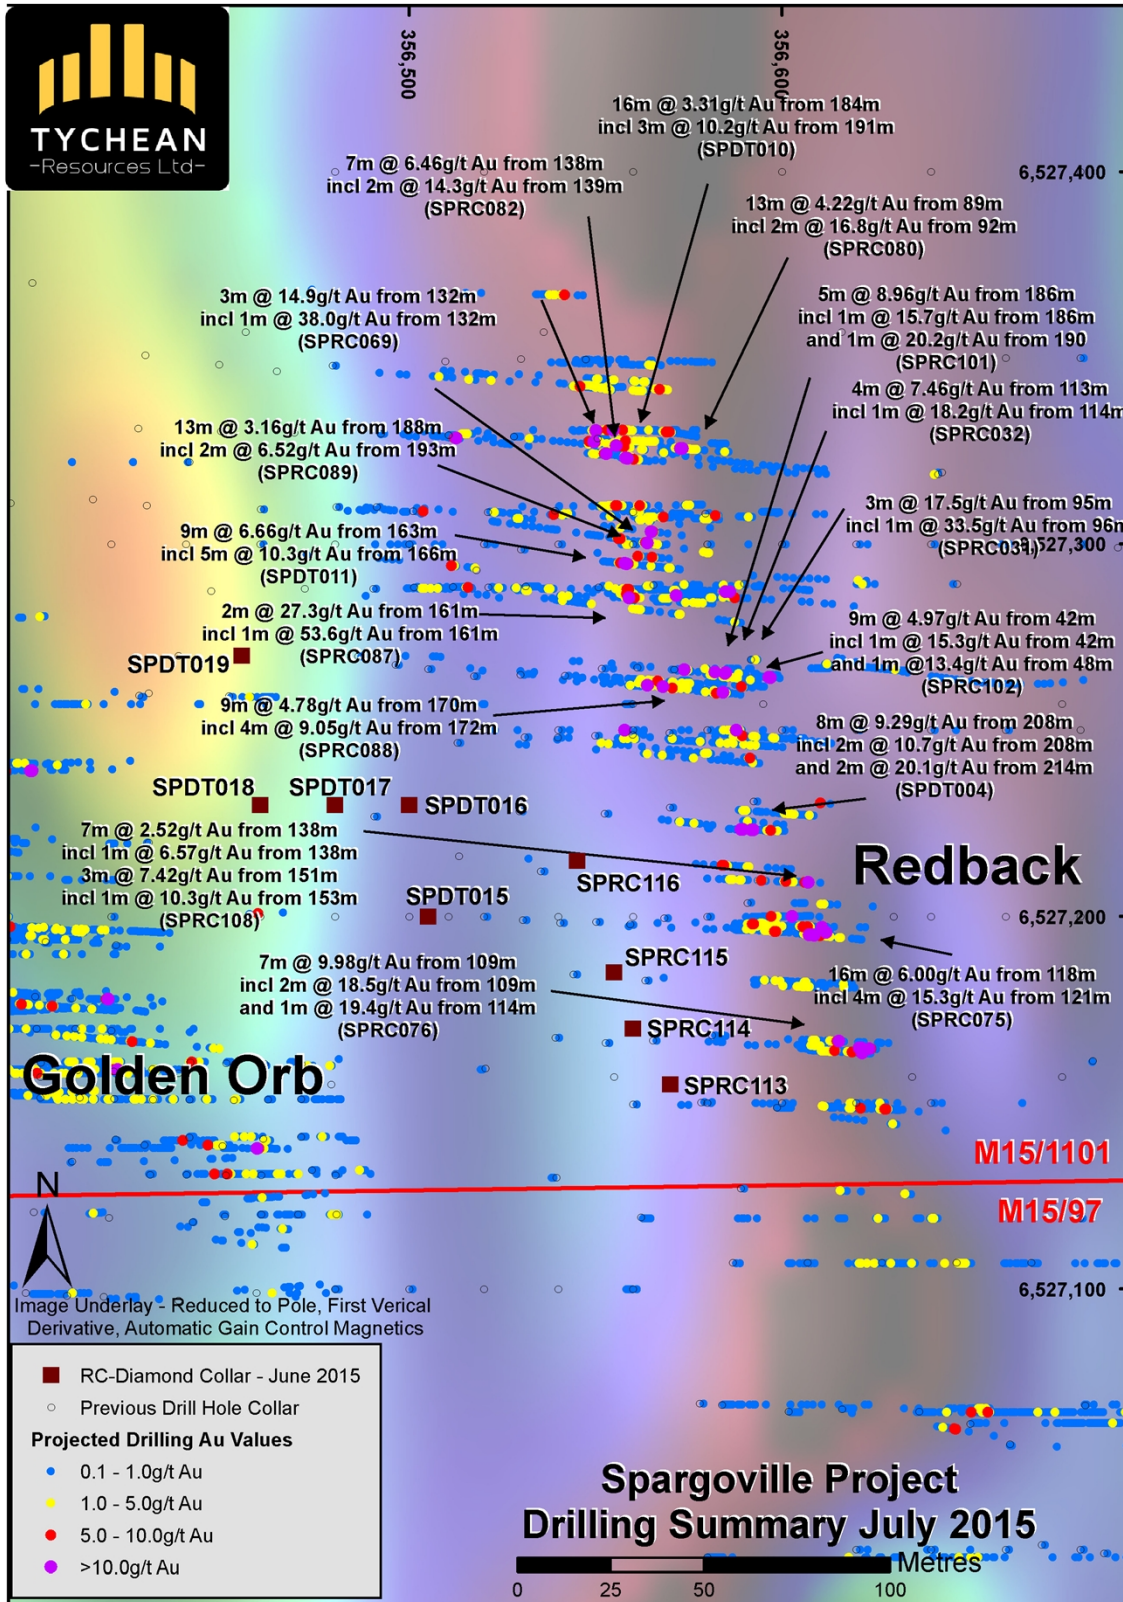 TYCHEAN
-Resources Ltd-
356,500
356,600
16m @ 3.31g/t Au from 184m
incl 3m @ 10.2g/t Au from 191m
(SPDT010)
7m @ 6.46g/t Au from 138m
incl 2m @ 14.3g/t Au from 139m
(SPRC082)
6,527,400
13m @ 4.22g/t Au from 89m
incl 2m @ 16.8g/t Au from 92m
(SPRC080)
3m @ 14.9g/t Au from 132m
incl 1m @ 38.0g/t Au from 132m
(SPRC069)
5m @ 8.96g/t Au from 186m
incl 1m @ 15.7g/t Au from 186m
and 1m @ 20.2g/t Au from 190
(SPRC101)
4m @ 7.46g/t Au from 113m
incl 1m @ 18.2g/t Au from 114m
(SPRC032)
13m @ 3.16g/t Au from 188m
incl 2m @ 6.52g/t Au from 193m
(SPRC089)
3m @ 17.5g/t Au from 95m
incl 1m @ 33.5g/t Au from 96m
(SPRC031)
6,527,300
9m @ 6.66g/t Au from 163m
incl 5m @ 10.3g/t Au from 166m
(SPDT011)
2m @ 27.3g/t Au from 161m
incl 1m @ 53.6g/t Au from 161m
(SPRC087)
9m @ 4.97g/t Au from 42m
incl 1m @ 15.3g/t Au from 42m
and 1m @13.4g/t Au from 48m
(SPRC102)
SPDT019
9m @ 4.78g/t Au from 170m
incl 4m @ 9.05g/t Au from 172m
(SPRC088)
8m @ 9.29g/t Au from 208m
incl 2m @ 10.7g/t Au from 208m
and 2m @ 20.1g/t Au from 214m
(SPDT004)
SPDT018
SPDT017
SPDT016
7m @ 2.52g/t Au from 138m
incl 1m @ 6.57g/t Au from 138m
3m @ 7.42g/t Au from 151m
incl 1m @ 10.3g/t Au from 153m
(SPRC108)
Redback
SPRC116
SPDT015
6,527,200
SPRC115
7m @ 9.98g/t Au from 109m
incl 2m @ 18.5g/t Au from 109m
and 1m @ 19.4g/t Au from 114m
(SPRC076)
16m @ 6.00g/t Au from 118m
incl 4m @ 15.3g/t Au from 121m
(SPRC075)
SPRC114
Golden Orb
SPRC113
M15/1101
M15/97
N
6,527,100
Image Underlay - Reduced to Pole, First Verical
Derivative, Automatic Gain Control Magnetics
RC-Diamond Collar - June 2015
Previous Drill Hole Collar
Projected Drilling Au Values
0.1 - 1.0g/t Au
1.0 - 5.0g/t Au
5.0 - 10.0g/t Au
>10.0g/t Au
Spargoville Project
Drilling Summary July 2015
Metres
0 25 50 100